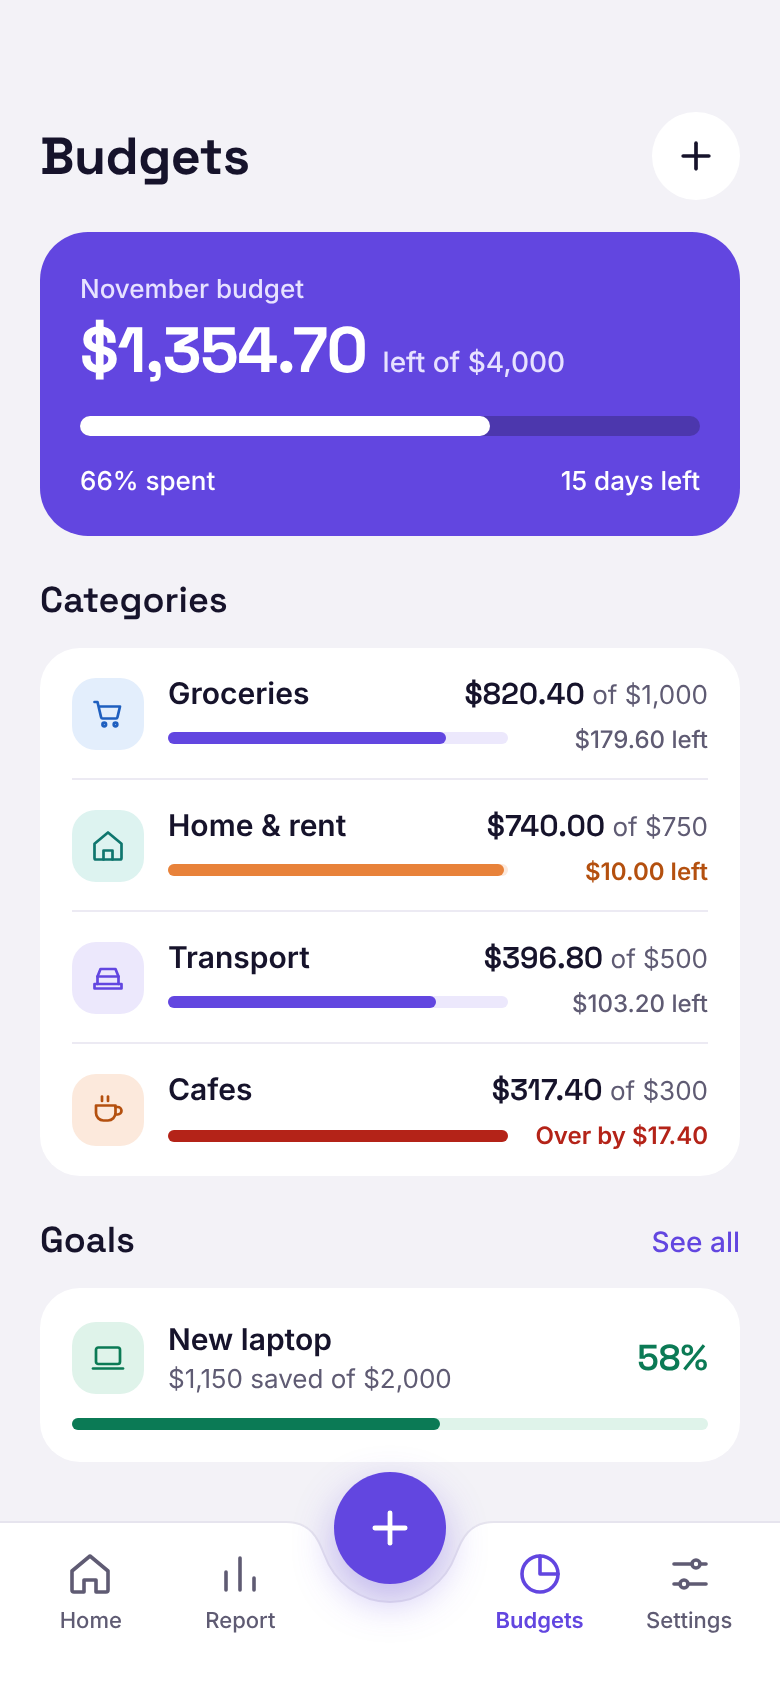 Budgets
November budget
$1,354.70 left of $4,000
66% spent
15 days left
Categories
Groceries
$820.40 of $1,000
$179.60 left
Home & rent
$740.00 of $750
$10.00 left
Transport
$396.80 of $500
$103.20 left
Cafes
$317.40 of $300
Over by $17.40
Goals
See all
New laptop
$1,150 saved of $2,000
58%
Home
Report
Budgets
Settings